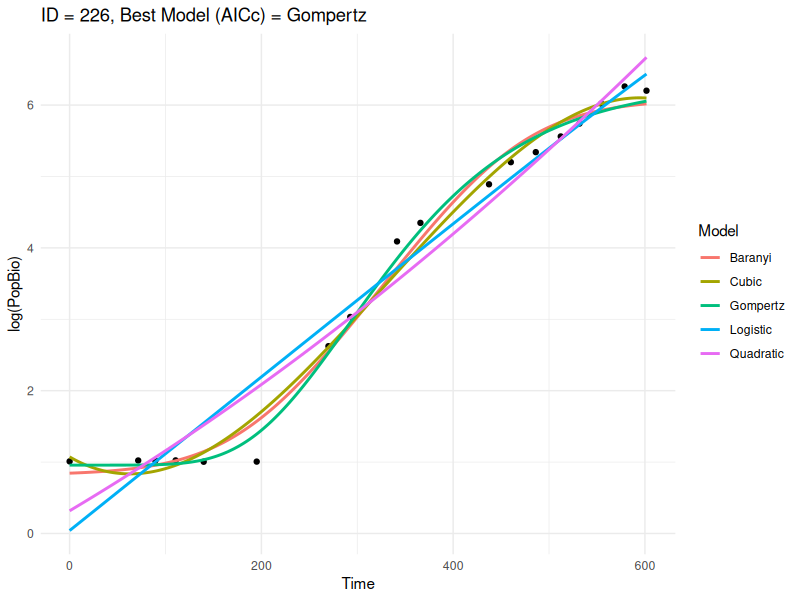 ID = 226, Best Model (AICc) = Gompertz
log(PopBio)
6
4
2
0
0
200
400
600
Time
Model
Baranyi
Cubic
Gompertz
Logistic
Quadratic